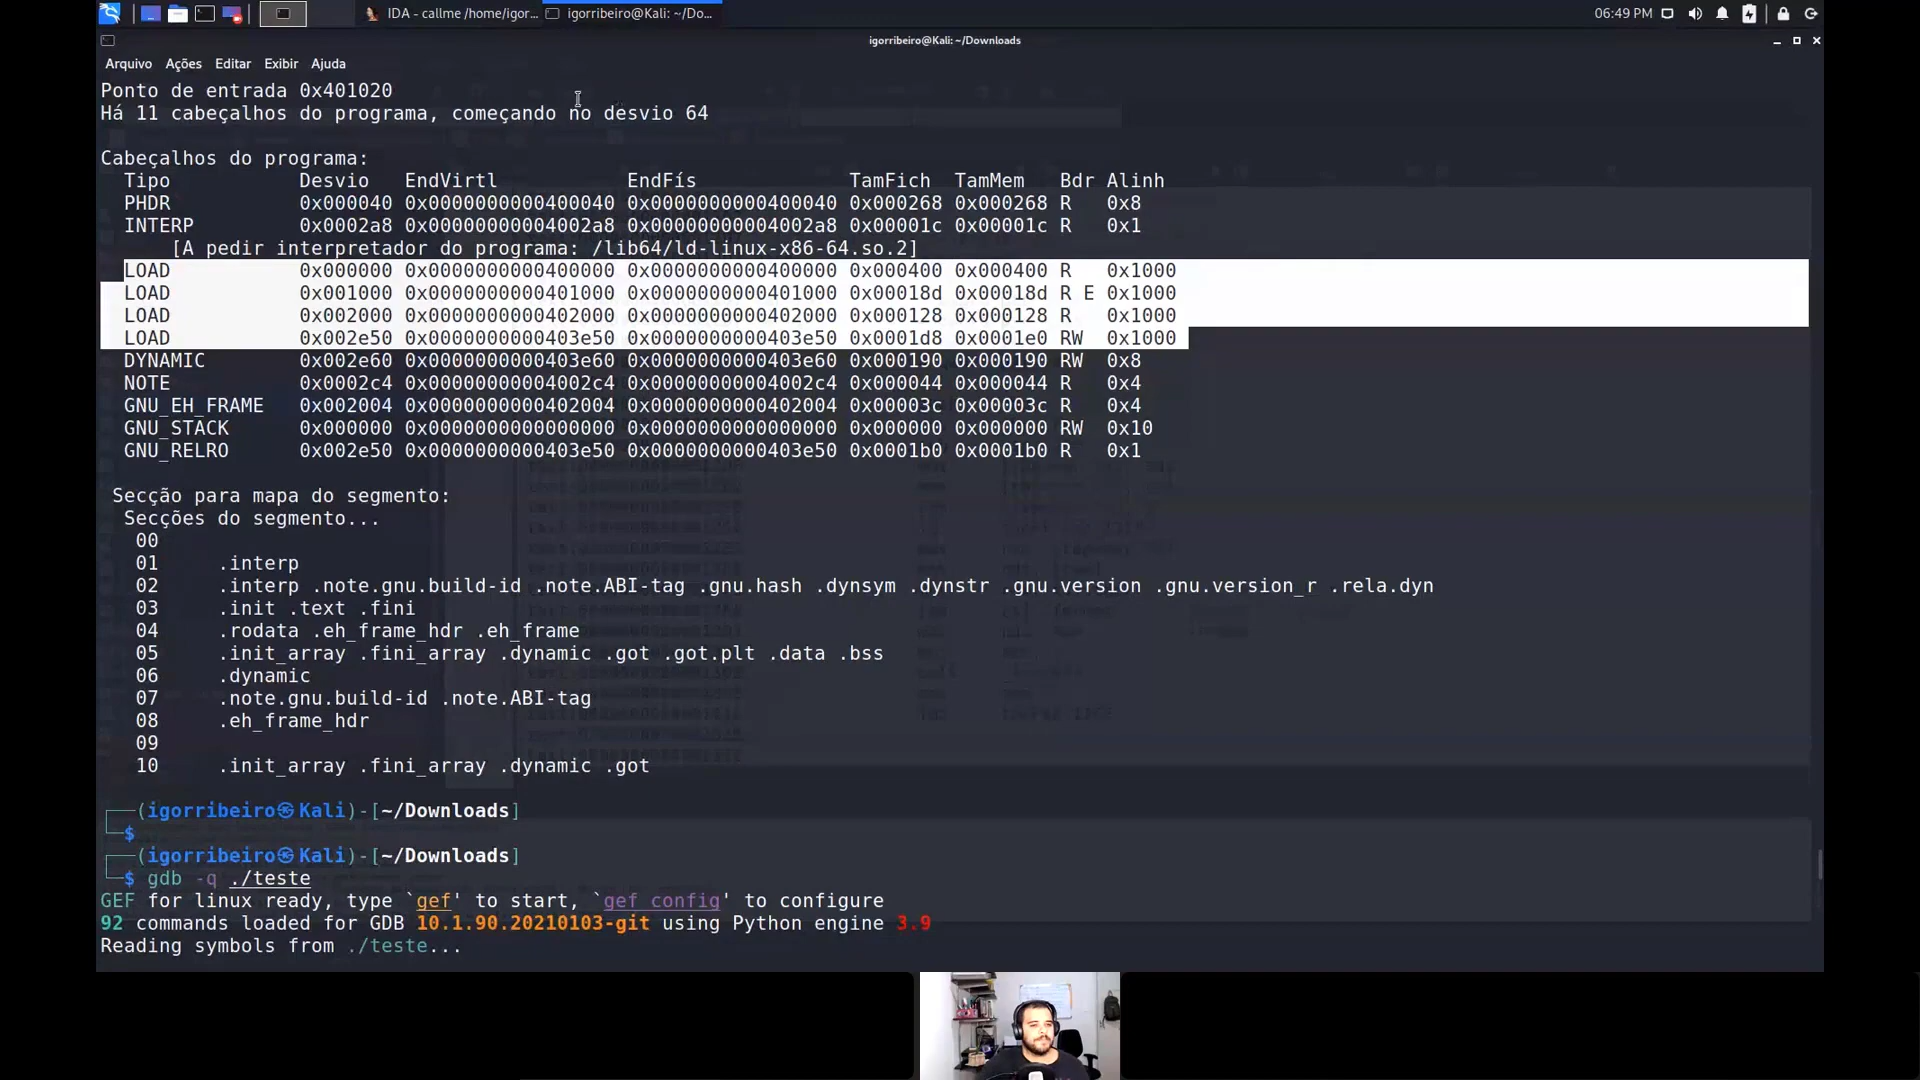 IDA - callme /home/igor...
igorribeiro@Kali: ~/Do...
06:49 PM
igorribeiro@Kali: ~/Downloads
Arquivo Ações Editar Exibir Ajuda
Ponto de entrada 0x401020
Há 11 cabeçalhos do programa, começando no desvio 64
Cabeçalhos do programa:
Tipo Desvio EndVirtl EndFís TamFich TamMem Bdr Alinh
PHDR 0x000040 0x0000000000400040 0x0000000000400040 0x000268 0x000268 R 0x8
INTERP 0x0002a8 0x00000000004002a8 0x00000000004002a8 0x00001c 0x00001c R 0x1
[A pedir interpretador do programa: /lib64/ld-linux-x86-64.so.2]
LOAD 0x000000 0x0000000000400000 0x0000000000400000 0x000400 0x000400 R 0x1000
LOAD 0x001000 0x0000000000401000 0x0000000000401000 0x00018d 0x00018d R E 0x1000
LOAD 0x002000 0x0000000000402000 0x0000000000402000 0x000128 0x000128 R 0x1000
LOAD 0x002e50 0x0000000000403e50 0x0000000000403e50 0x0001d8 0x0001e0 RW 0x1000
DYNAMIC 0x002e60 0x0000000000403e60 0x0000000000403e60 0x000190 0x000190 RW 0x8
NOTE 0x0002c4 0x00000000004002c4 0x00000000004002c4 0x000044 0x000044 R 0x4
GNU_EH_FRAME 0x002004 0x0000000000402004 0x0000000000402004 0x00003c 0x00003c R 0x4
GNU_STACK 0x000000 0x0000000000000000 0x0000000000000000 0x000000 0x000000 RW 0x10
GNU_RELRO 0x002e50 0x0000000000403e50 0x0000000000403e50 0x0001b0 0x0001b0 R 0x1
Secção para mapa do segmento:
Secções do segmento...
00
01 .interp
02 .interp .note.gnu.build-id .note.ABI-tag .gnu.hash .dynsym .dynstr .gnu.version .gnu.version_r .rela.dyn
03 .init .text .fini
04 .rodata .eh_frame_hdr .eh_frame
05 .init_array .fini_array .dynamic .got .got.plt .data .bss
06 .dynamic
07 .note.gnu.build-id .note.ABI-tag
08 .eh_frame_hdr
09
10 .init_array .fini_array .dynamic .got
┌──(igorribeiro㉿Kali)-[~/Downloads]
└─$
┌──(igorribeiro㉿Kali)-[~/Downloads]
└─$ gdb -q ./teste
GEF for linux ready, type `gef' to start, `gef config' to configure
92 commands loaded for GDB 10.1.90.20210103-git using Python engine 3.9
Reading symbols from ./teste...